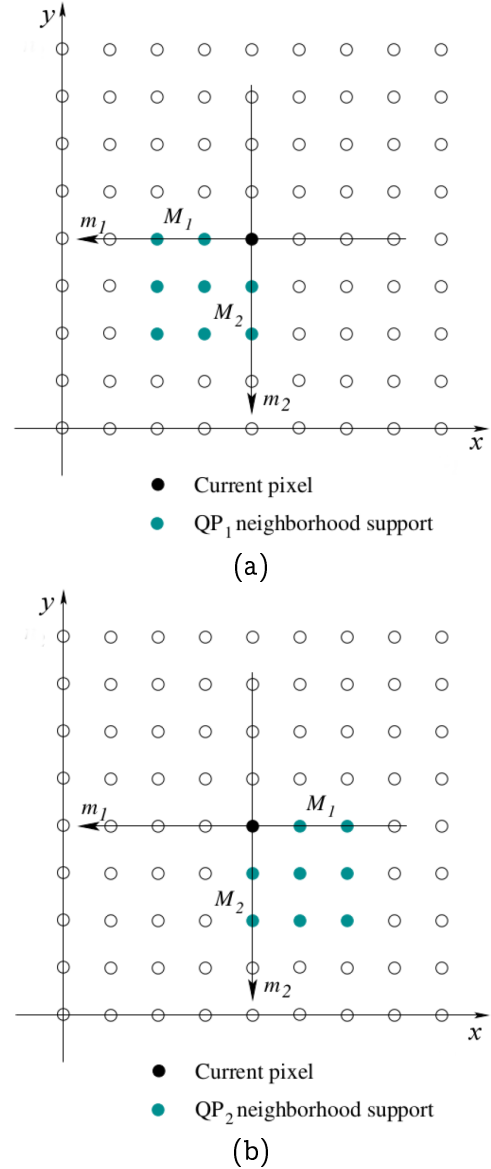 y
m1
M1
M2
m2
x
Current pixel
QP1 neighborhood support
(a)
y
M1
m1
M2
m2
x
Current pixel
QP2 neighborhood support
(b)